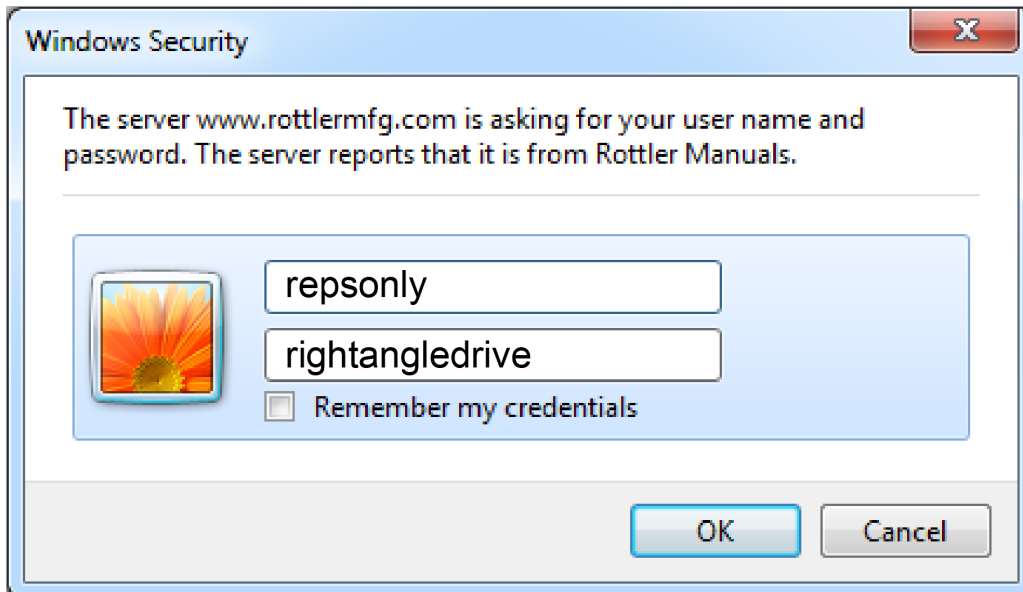 Windows Security
The server www.rottlermfg.com is asking for your user name and
password. The server reports that it is from Rottler Manuals.
repsonly
rightangledrive
Remember my credentials
OK
Cancel